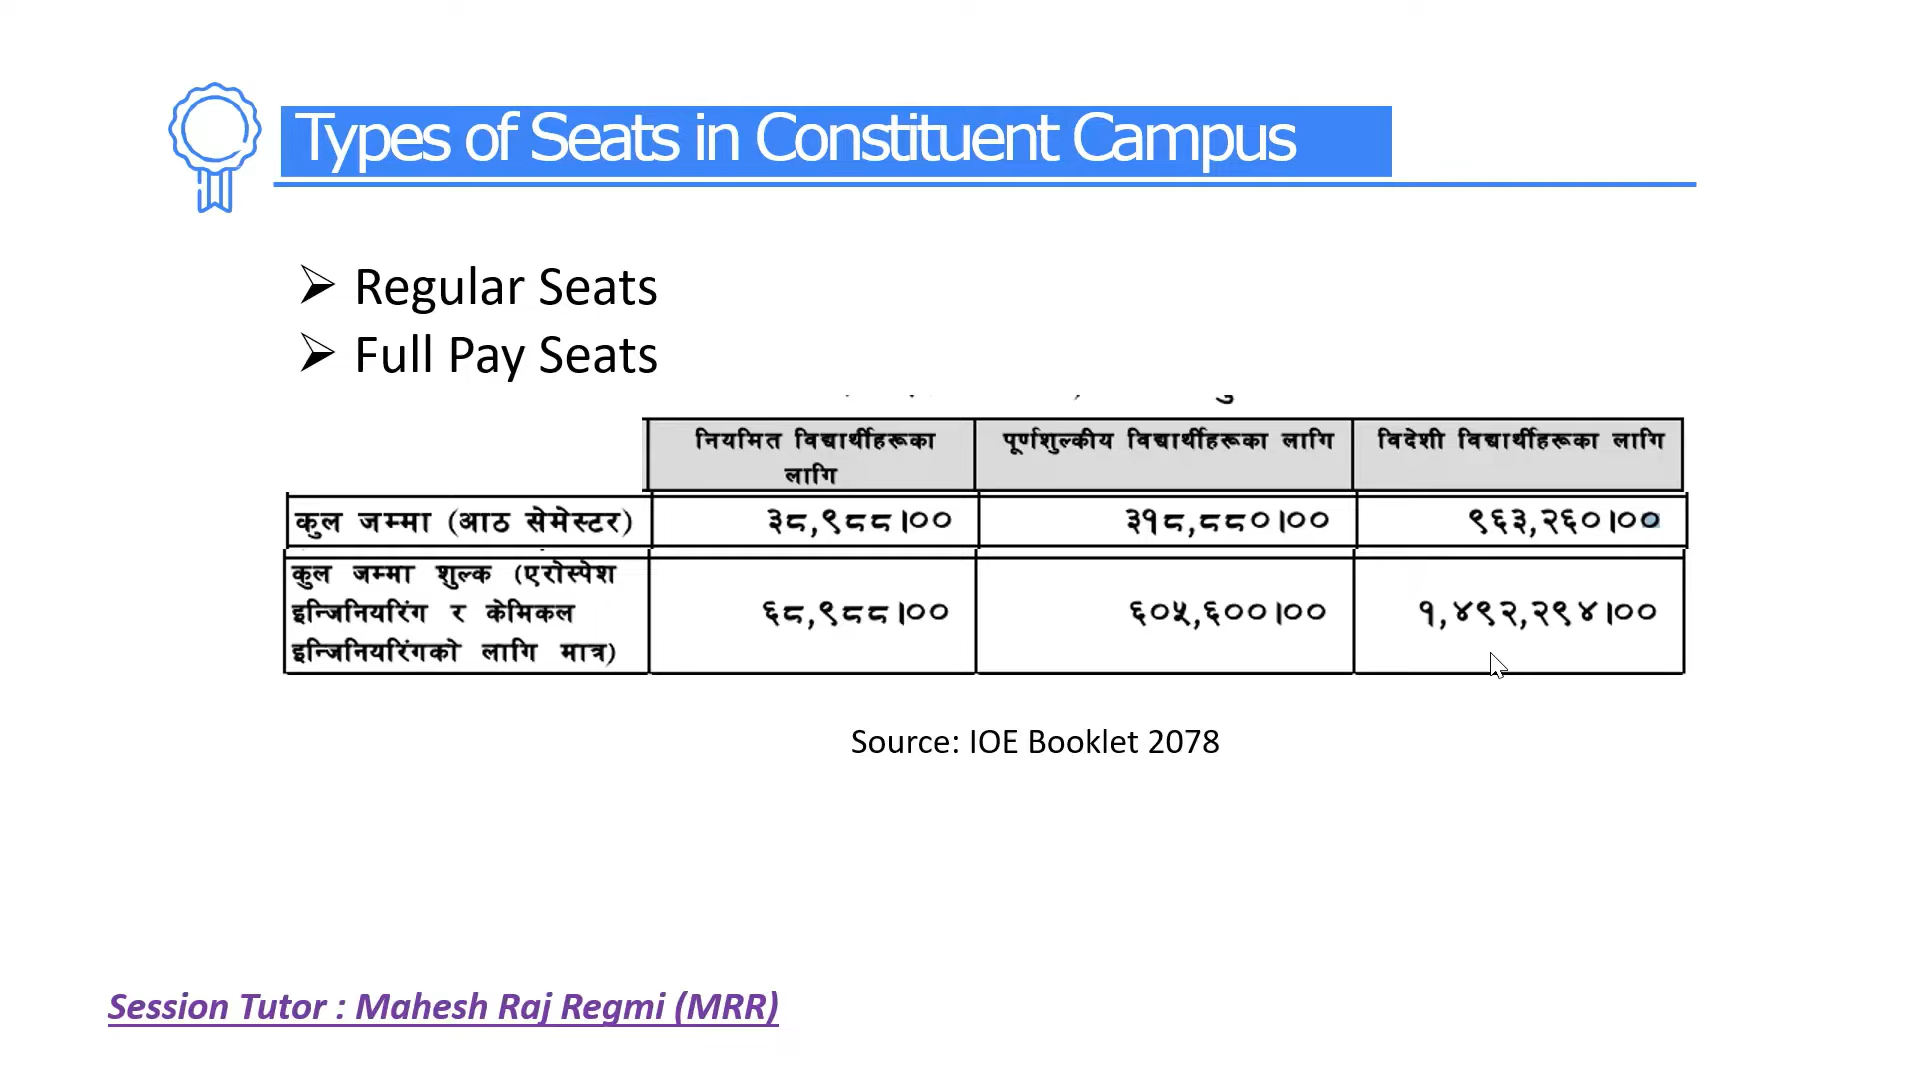 Types of Seats in Constituent Campus
➢ Regular Seats
➢ Full Pay Seats
नियमित विद्यार्थीहरूका लागि पूर्णशुल्कीय विद्यार्थीहरूका लागि विदेशी विद्यार्थीहरूका लागि
कुल जम्मा (आठ सेमेस्टर) ३८,९८८।०० ३१८,८८०।०० ९६३,२६०।००
कुल जम्मा शुल्क (एरोस्पेश
इन्जिनियरिंग र केमिकल ६८,९८८।०० ६०५,६००।०० १,४९२,२९४।००
इन्जिनियरिंगको लागि मात्र)
Source: IOE Booklet 2078
Session Tutor : Mahesh Raj Regmi (MRR)